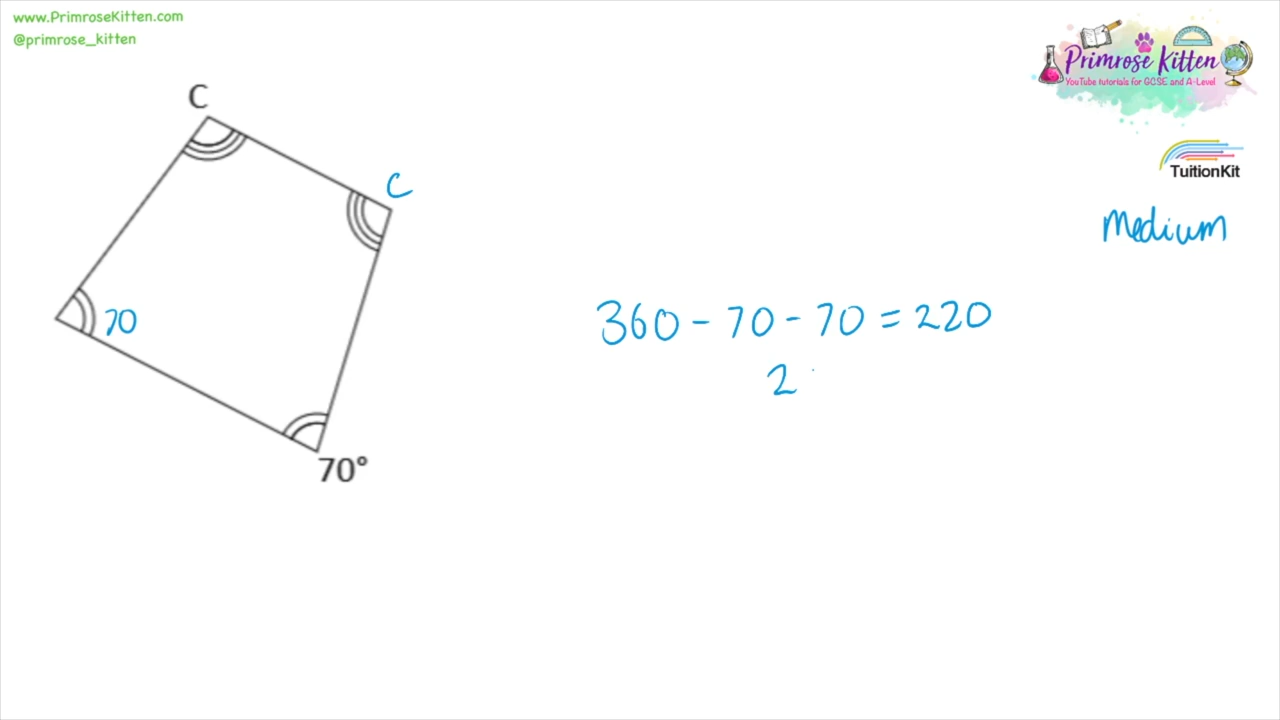 www.PrimroseKitten.com
@primrose_kitten
Primrose Kitten
YouTube tutorials for GCSE and A-Level
TuitionKit
Medium
C
C
70
70°
360 - 70 - 70 = 220
2